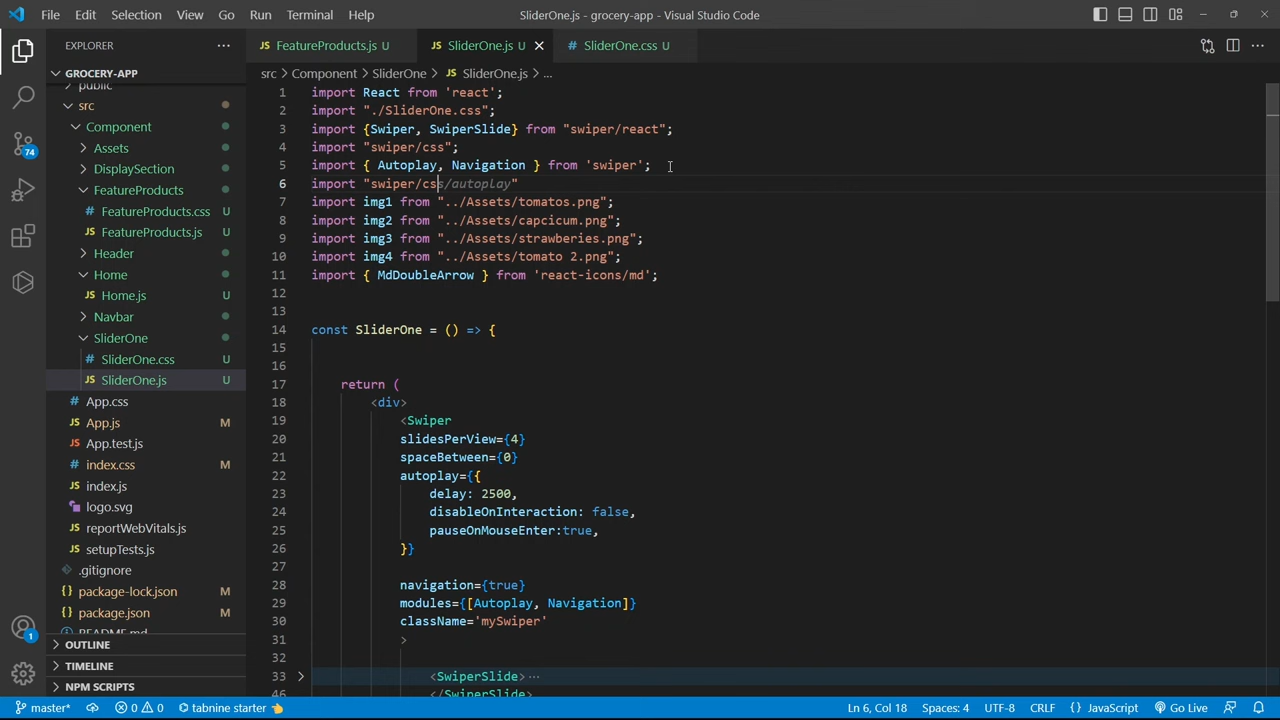 File Edit Selection View Go Run Terminal Help
SliderOne.js - grocery-app - Visual Studio Code
EXPLORER
FeatureProducts.js U
SliderOne.js U
SliderOne.css U
GROCERY-APP
public
src
Component
Assets
DisplaySection
FeatureProducts
FeatureProducts.css U
FeatureProducts.js U
Header
Home
Home.js U
Navbar
SliderOne
SliderOne.css U
SliderOne.js U
App.css
App.js M
App.test.js
index.css M
index.js
logo.svg
reportWebVitals.js
setupTests.js
.gitignore
package-lock.json M
package.json M
README.md
OUTLINE
TIMELINE
NPM SCRIPTS
74
1
src > Component > SliderOne > JS SliderOne.js > ...
1 import React from 'react';
2 import "./SliderOne.css";
3 import {Swiper, SwiperSlide} from "swiper/react";
4 import "swiper/css";
5 import { Autoplay, Navigation } from 'swiper';
6 import "swiper/css/autoplay"
7 import img1 from "../Assets/tomatos.png";
8 import img2 from "../Assets/capcicum.png";
9 import img3 from "../Assets/strawberies.png";
10 import img4 from "../Assets/tomato 2.png";
11 import { MdDoubleArrow } from 'react-icons/md';
12
13
14 const SliderOne = () => {
15
16
17 return (
18 <div>
19 <Swiper
20 slidesPerView={4}
21 spaceBetween={0}
22 autoplay={{
23 delay: 2500,
24 disableOnInteraction: false,
25 pauseOnMouseEnter:true,
26 }}
27
28 navigation={true}
29 modules={[Autoplay, Navigation]}
30 className='mySwiper'
31 >
32
33 <SwiperSlide>...
46 </SwiperSlide>
master* 0 0 tabnine starter Ln 6, Col 18 Spaces: 4 UTF-8 CRLF {} JavaScript Go Live